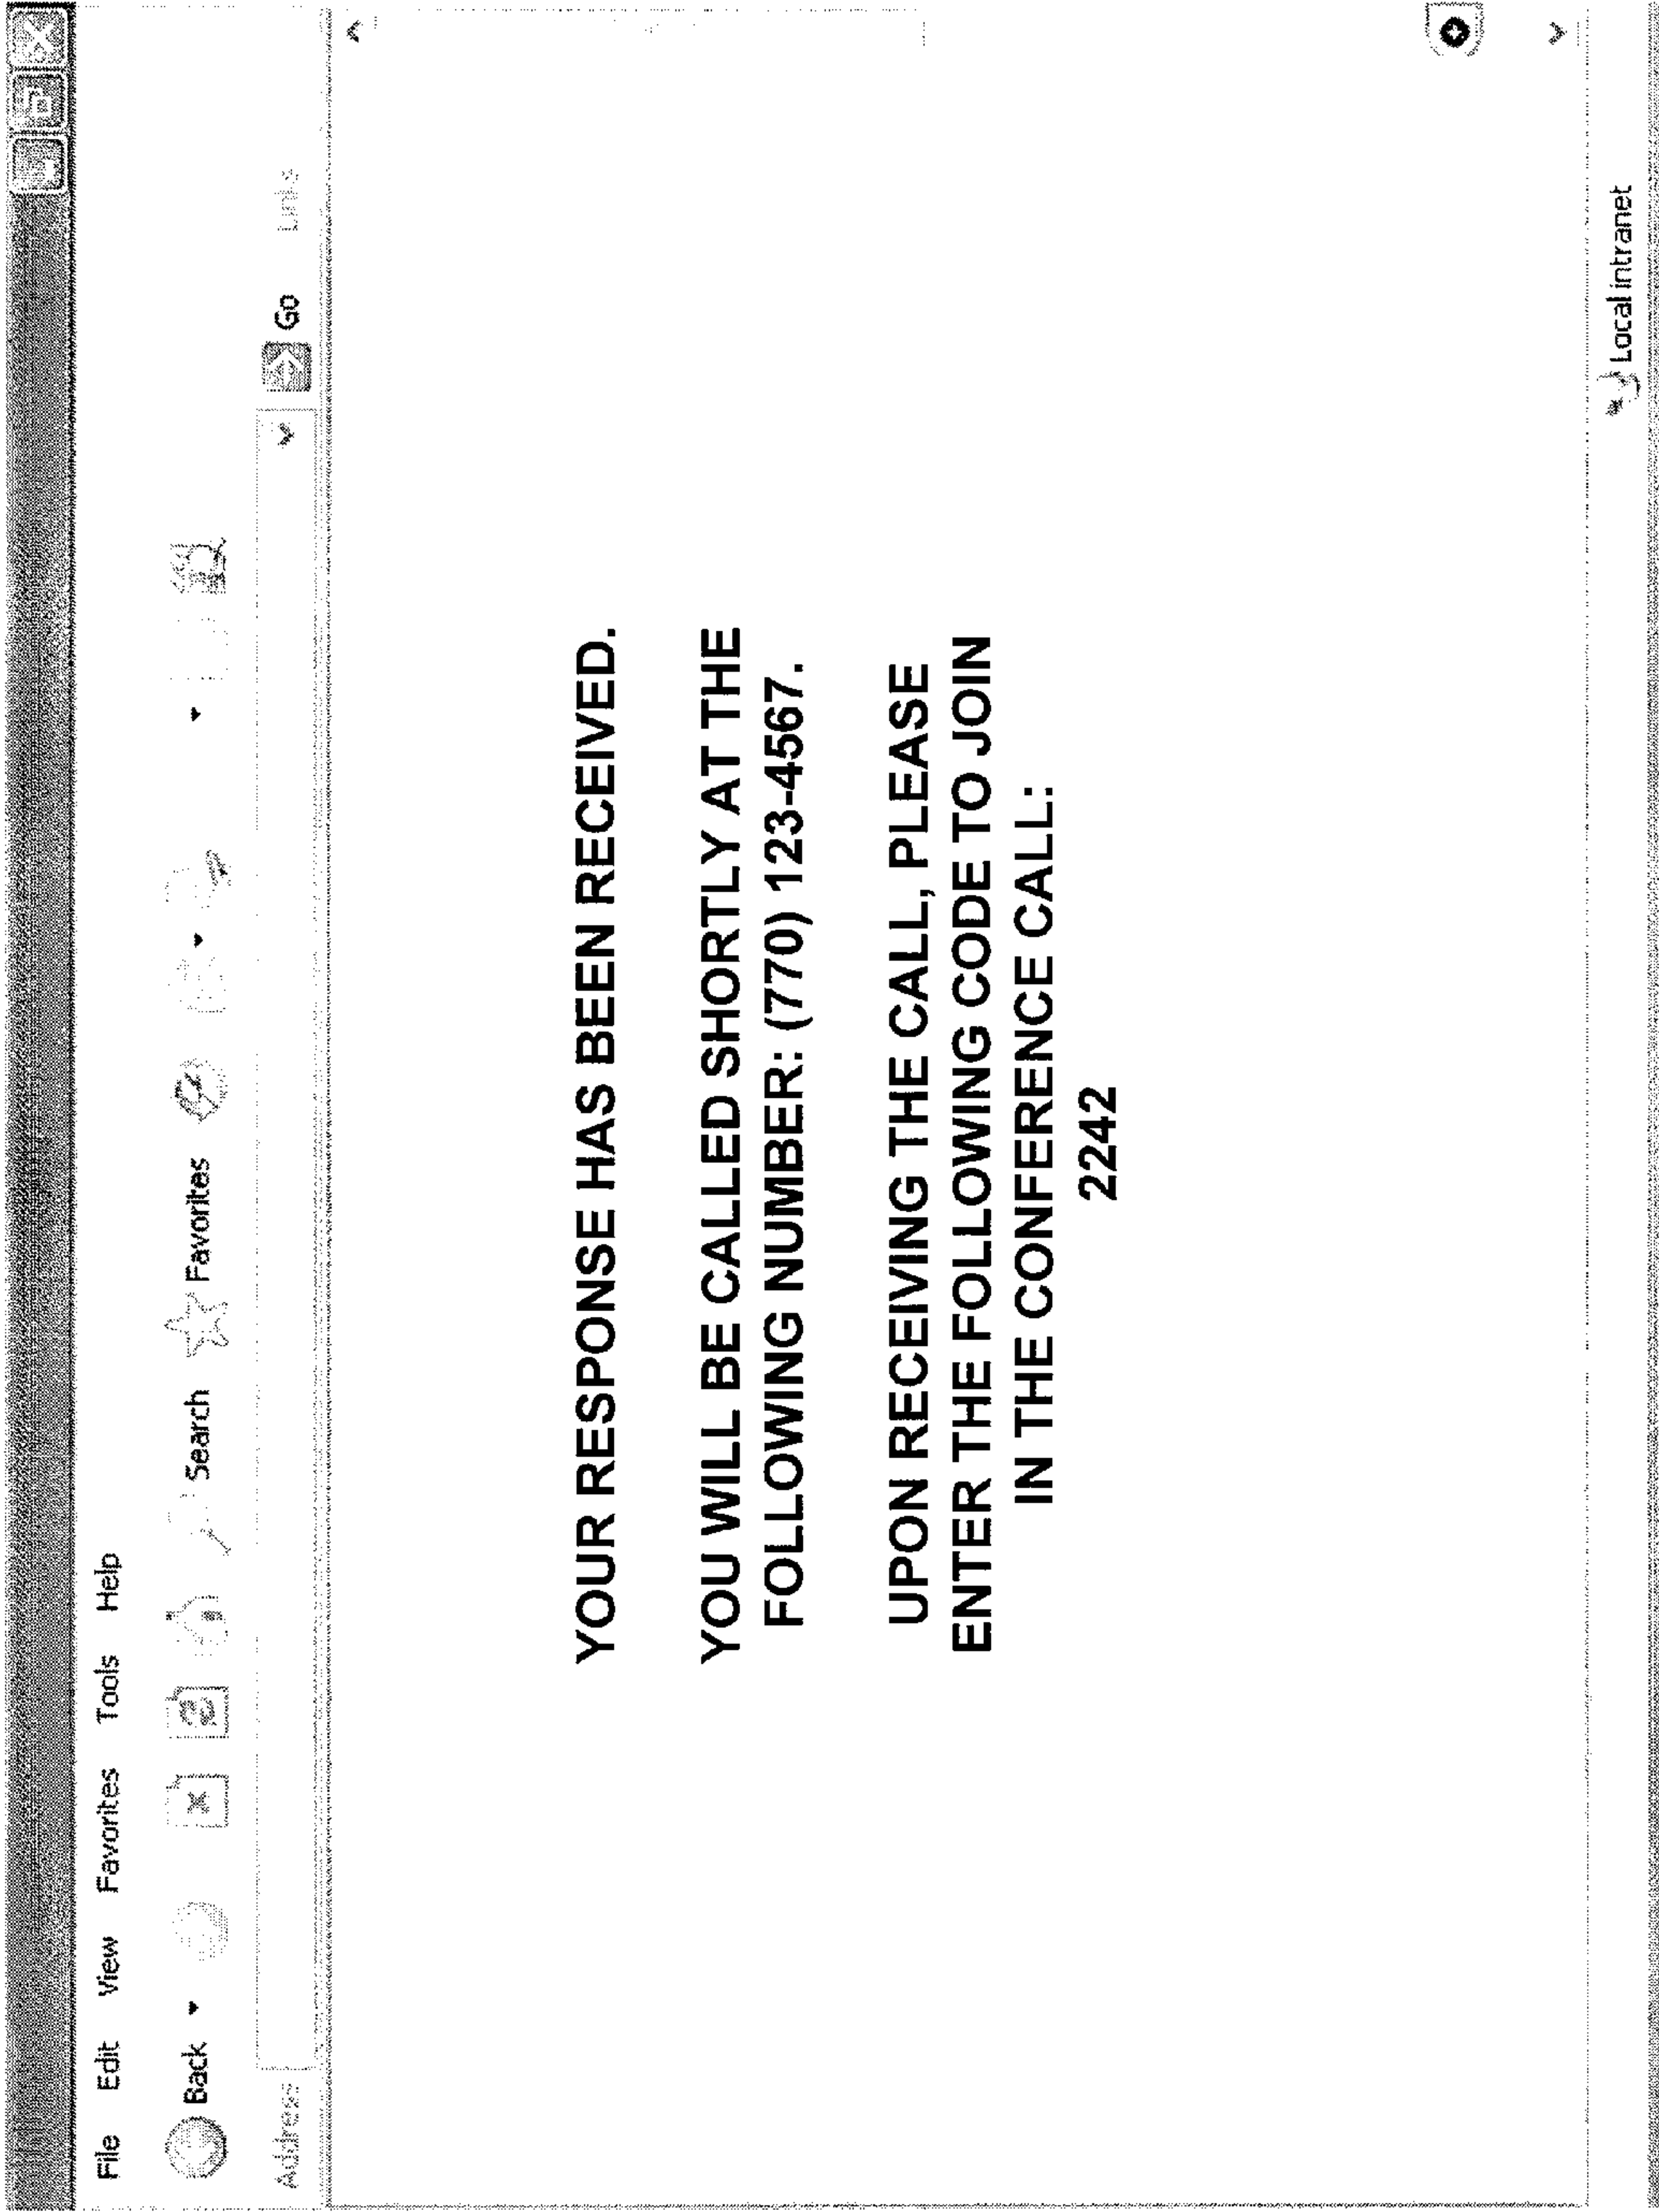 File Edit View Favorites Tools Help
Back Search Favorites
Address Go Links
YOUR RESPONSE HAS BEEN RECEIVED.
YOU WILL BE CALLED SHORTLY AT THE
FOLLOWING NUMBER: (770) 123-4567.
UPON RECEIVING THE CALL, PLEASE
ENTER THE FOLLOWING CODE TO JOIN
IN THE CONFERENCE CALL:
2242
Local intranet